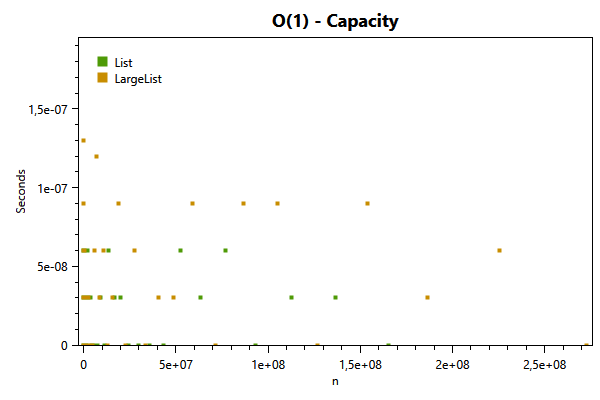 O(1) - Capacity
List
LargeList
1,5e-07
1e-07
5e-08
0
Seconds
0 5e+07 1e+08 1,5e+08 2e+08 2,5e+08
n